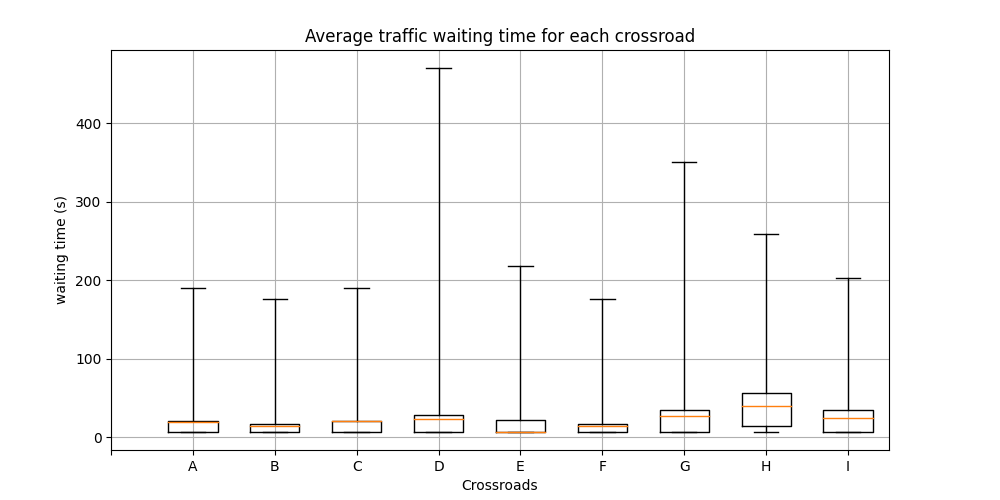 Average traffic waiting time for each crossroad
waiting time (s)
400
300
200
100
0
A B C D E F G H I
Crossroads